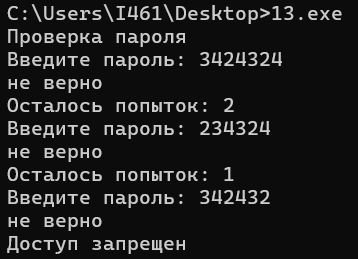 C:\Users\I461\Desktop>13.exe
Проверка пароля
Введите пароль: 3424324
не верно
Осталось попыток: 2
Введите пароль: 234324
не верно
Осталось попыток: 1
Введите пароль: 342432
не верно
Доступ запрещен